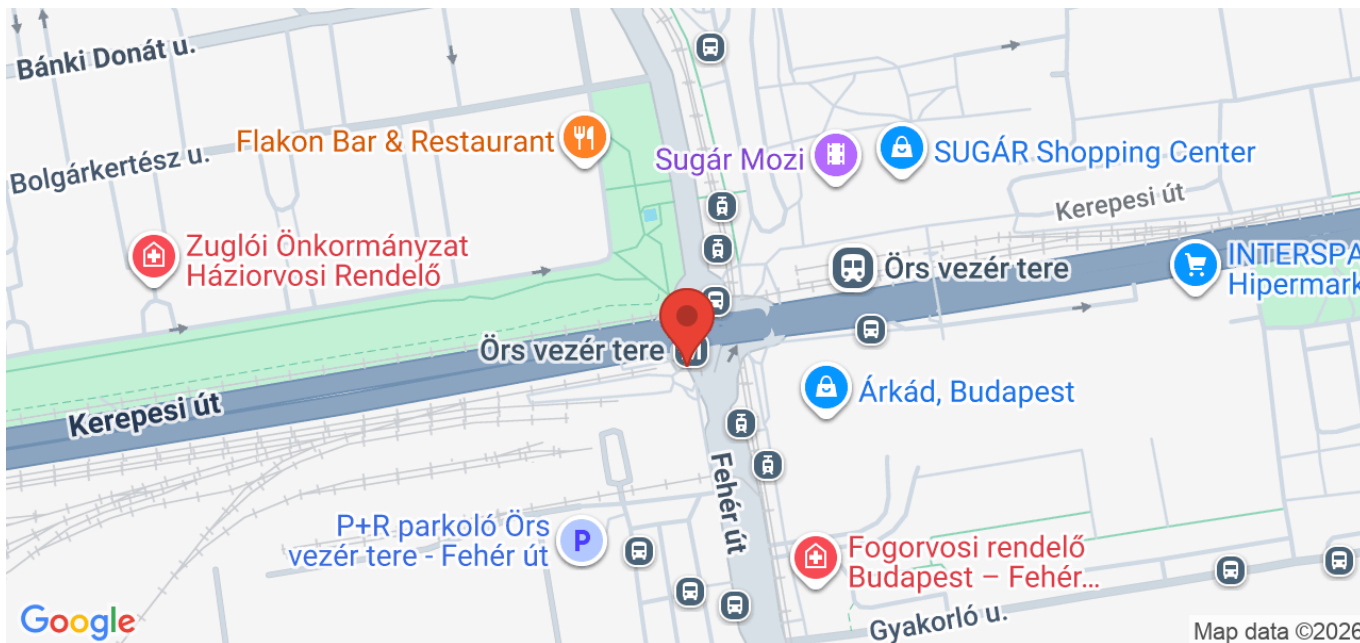 Bánki Donát u.
Flakon Bar & Restaurant
Bolgárkertész u.
Sugár Mozi
SUGÁR Shopping Center
Kerepesi út
Zuglói Önkormányzat
Háziorvosi Rendelő
Örs vezér tere
INTERSPA
Hipermark
Örs vezér tere
Kerepesi út
Árkád, Budapest
Fehér út
P+R parkoló Örs
vezér tere - Fehér út
P
Fogorvosi rendelő
Budapest – Fehér...
Gyakorló u.
Google
Map data ©2026